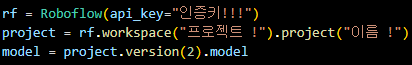 rf = Roboflow(api_key="인증키!!!")
project = rf.workspace("프로젝트 !").project("이름 !")
model = project.version(2).model